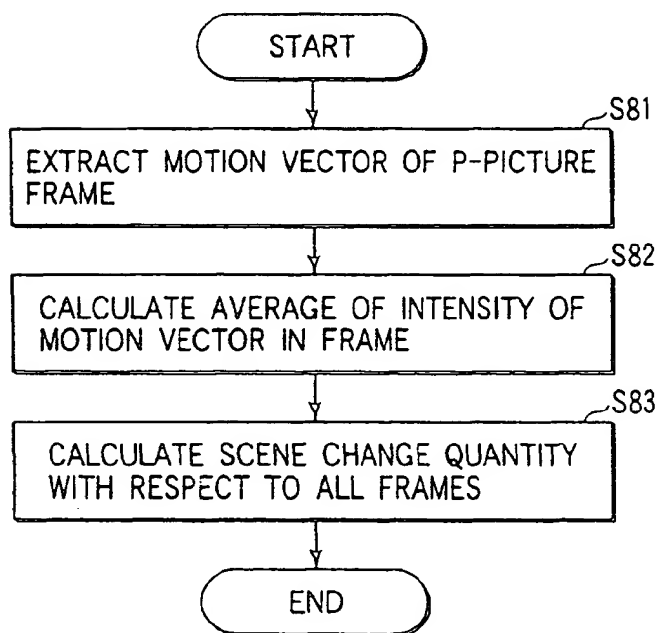 START
S81
EXTRACT MOTION VECTOR OF P-PICTURE
FRAME
S82
CALCULATE AVERAGE OF INTENSITY OF
MOTION VECTOR IN FRAME
S83
CALCULATE SCENE CHANGE QUANTITY
WITH RESPECT TO ALL FRAMES
END